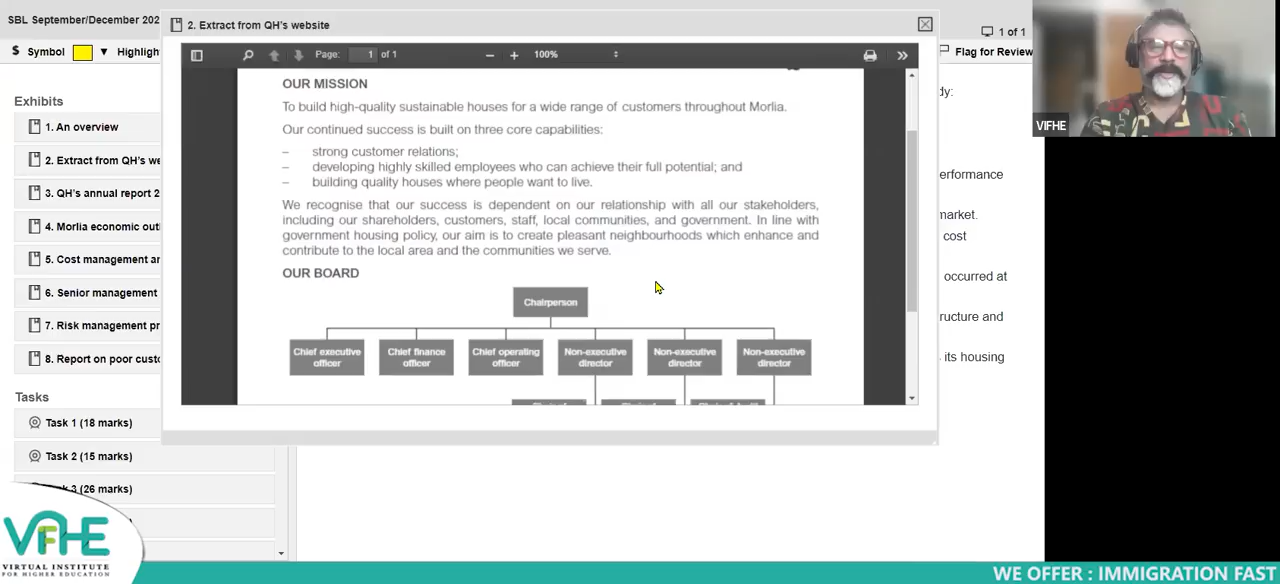 SBL September/December 202
2. Extract from QH's website
1 of 1
$ Symbol
Highligh
Flag for Review
Page: 1 of 1
100%
VIFHE
Exhibits
1. An overview
2. Extract from QH's we
3. QH's annual report 2
4. Morlia economic outl
5. Cost management an
6. Senior management
7. Risk management pr
8. Report on poor custo
Tasks
Task 1 (18 marks)
Task 2 (15 marks)
3 (26 marks)
OUR MISSION
To build high-quality sustainable houses for a wide range of customers throughout Morlia.
Our continued success is built on three core capabilities:
– strong customer relations;
– developing highly skilled employees who can achieve their full potential; and
– building quality houses where people want to live.
We recognise that our success is dependent on our relationship with all our stakeholders,
including our shareholders, customers, staff, local communities, and government. In line with
government housing policy, our aim is to create pleasant neighbourhoods which enhance and
contribute to the local area and the communities we serve.
OUR BOARD
Chairperson
Chief executive officer
Chief finance officer
Chief operating officer
Non-executive director
Non-executive director
Non-executive director
dy:
erformance
narket.
cost
occurred at
ructure and
its housing
VIFHE
VIRTUAL INSTITUTE
FOR HIGHER EDUCATION
WE OFFER : IMMIGRATION FAST